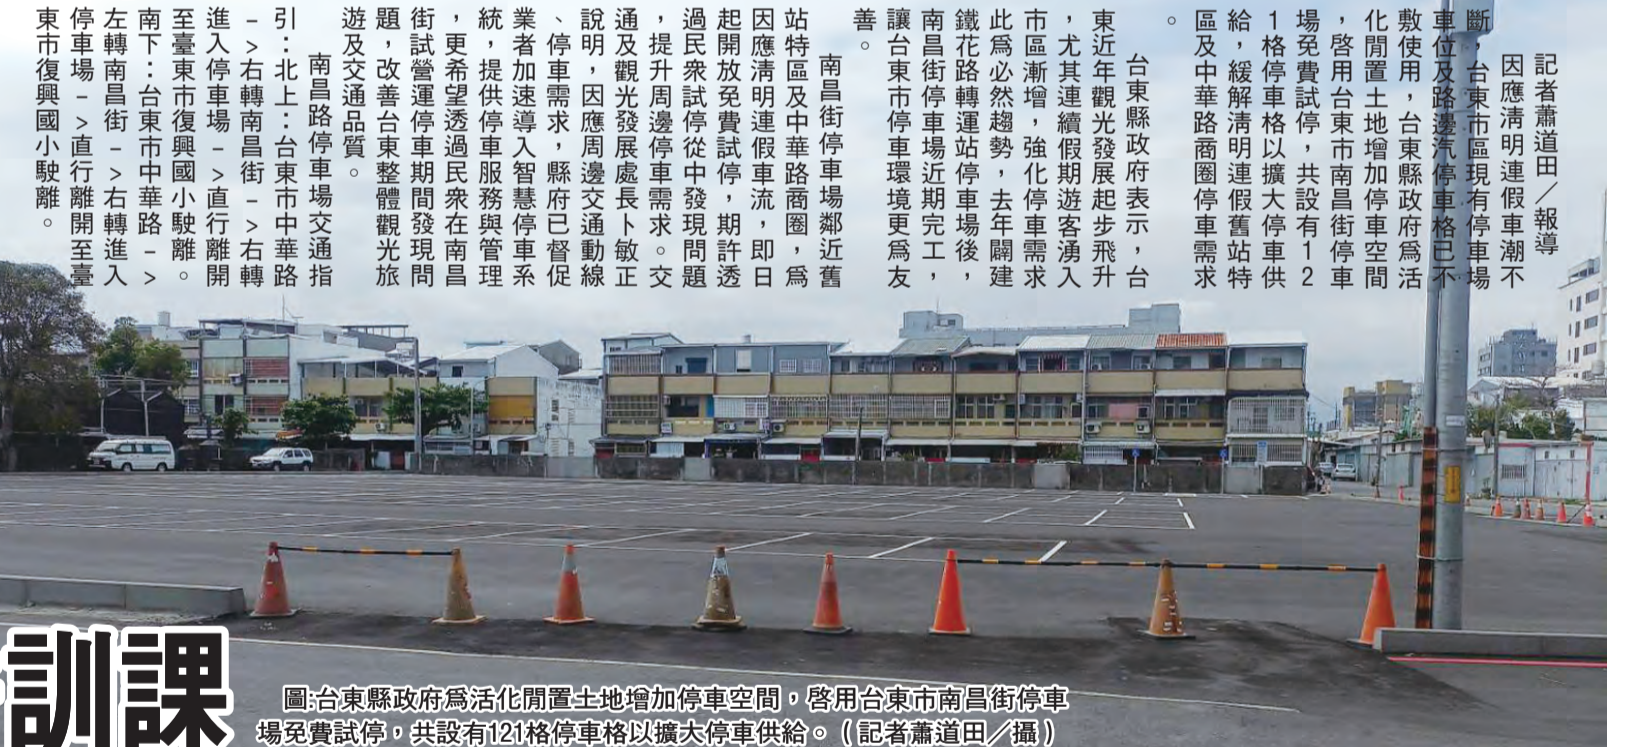 記者蕭道田／報導
因應清明連假車潮不
斷，台東市區現有停車場
車位及路邊汽停車格已不
敷使用，台東縣政府爲活
化閒置土地增加停車空間
，啓用台東市南昌街停車
場免費試停，共設有12
1格停車格以擴大停車供
給，緩解清明連假舊站特
區及中華路商圈停車需求
。
台東縣政府表示，台
東近年觀光發展起步飛升
，尤其連續假期遊客湧入
市區漸增，強化停車需求
此爲必然趨勢，去年闢建
鐵花路轉運站停車場後，
南昌街停車場近期完工，
讓台東市停車環境更爲友
善。
南昌街停車場鄰近舊
站特區及中華路商圈，爲
因應清明連假車流，即日
起開放免費試停，期許透
過民衆試停從中發現問題
，提升周邊停車需求。交
通及觀光發展處長卜敏正
說明，因應周邊交通動線
、停車需求，縣府已督促
業者加速導入智慧停車系
統，提供停車服務與管理
，更希望透過民衆在南昌
街試營運停車期間發現問
題，改善台東整體觀光旅
遊及交通品質。
南昌路停車場交通指
引：北上：台東市中華路
->右轉南昌街->右轉
進入停車場->直行離開
至臺東市復興國小駛離。
南下：台東市中華路->
左轉南昌街->右轉進入
停車場->直行離開至臺
東市復興國小駛離。
訓課
圖:台東縣政府爲活化閒置土地增加停車空間，啓用台東市南昌街停車
場免費試停，共設有121格停車格以擴大停車供給。（記者蕭道田／攝）